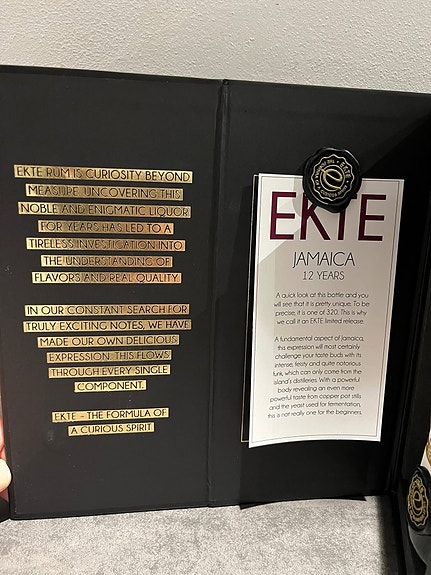 EKTE RUM IS CURIOSITY BEYOND
MEASURE. UNCOVERING THIS
NOBLE AND ENIGMATIC LIQUOR
FOR YEARS HAS LED TO A
TIRELESS INVESTIGATION INTO
THE UNDERSTANDING OF
FLAVORS AND REAL QUALITY
IN OUR CONSTANT SEARCH FOR
TRULY EXCITING NOTES, WE HAVE
MADE OUR OWN DELICIOUS
EXPRESSION. THIS FLOWS
THROUGH EVERY SINGLE
COMPONENT.
EKTE - THE FORMULA OF
A CURIOUS SPIRIT
EKTE
JAMAICA
12 YEARS
A quick look at this bottle and you
will see that it is pretty unique. To be
precise, it is one of 320. This is why
we call it an EKTE limited release.
A fundamental aspect of Jamaica,
this expression will most certainly
challenge your taste buds with its
intense, feisty and quite notorious
funk, which can only come from the
island's distilleries. With a powerful
body revealing an even more
powerful taste from copper pot stills
and the yeast used for fermentation,
this is not really one for the beginners.